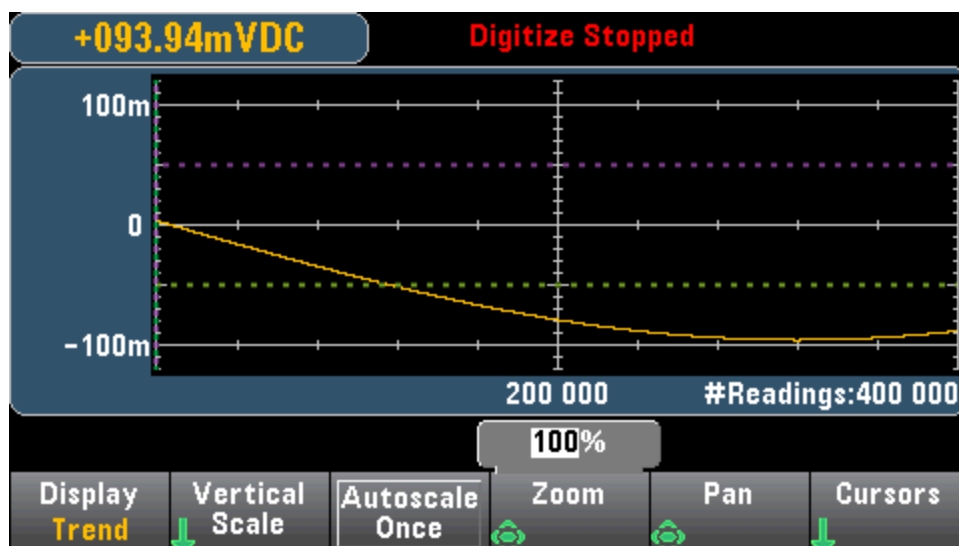 +093.94mVDC Digitize Stopped
100m
0
-100m
200 000 #Readings:400 000
100%
Display Vertical Autoscale Zoom Pan Cursors
Trend Scale Once